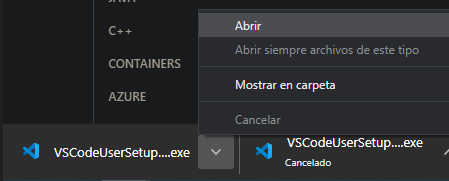 JAVA
C++
CONTAINERS
AZURE
Abrir
Abrir siempre archivos de este tipo
Mostrar en carpeta
Cancelar
VSCodeUserSetup....exe
VSCodeUserSetup....exe
Cancelado